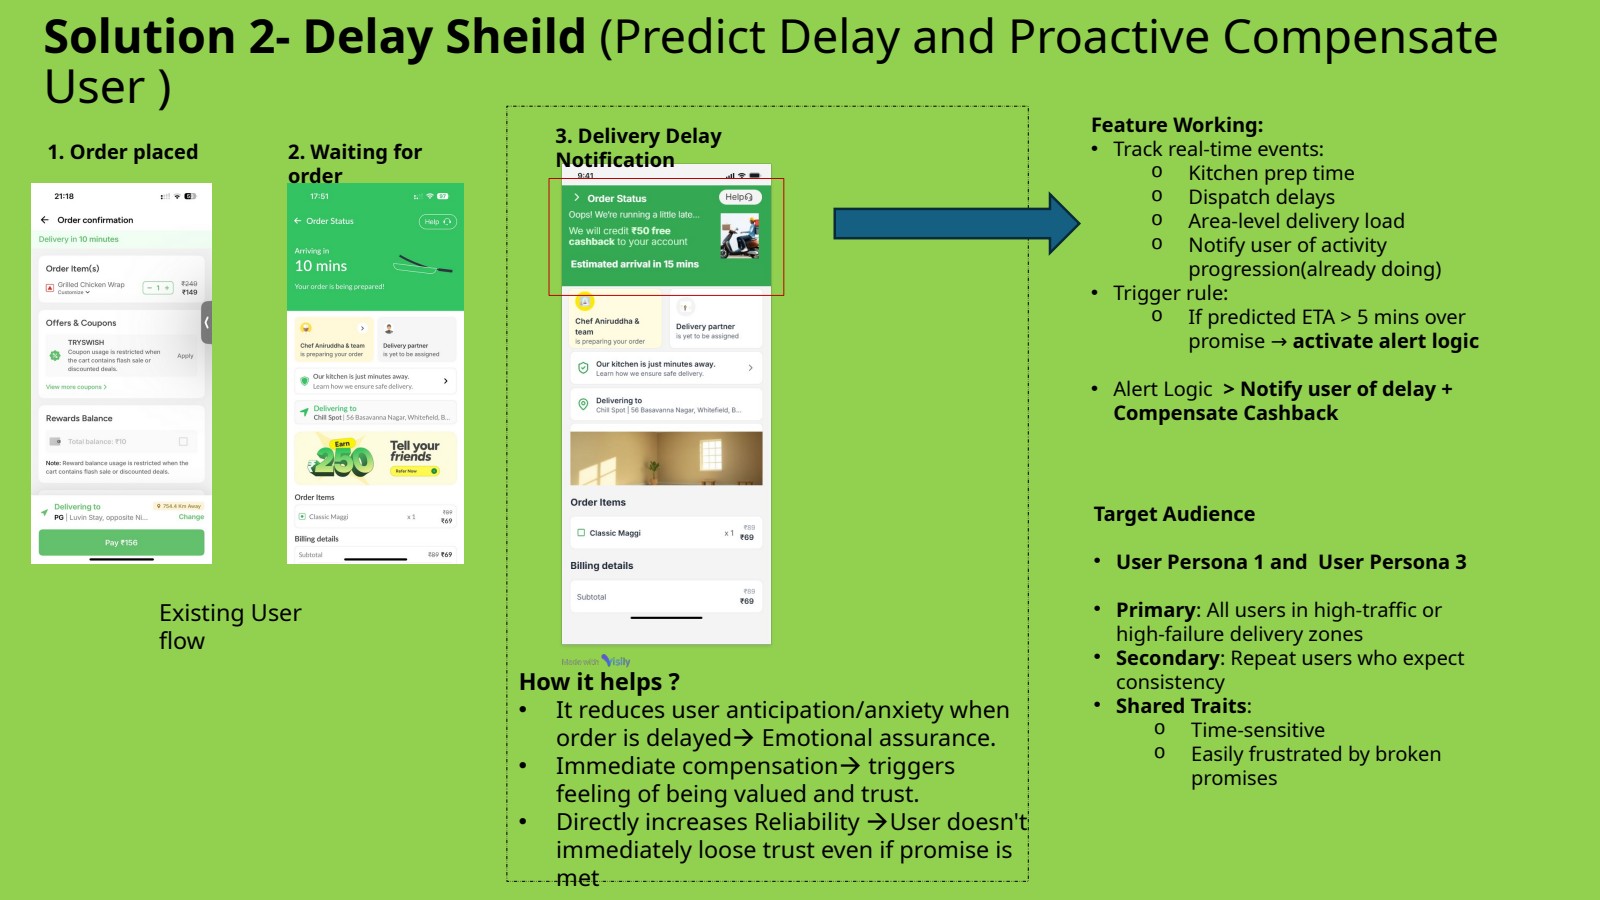 Solution 2- Delay Sheild (Predict Delay and Proactive Compensate
User )
1. Order placed
21:18
Order confirmation
Delivery in 10 minutes
Order Item(s)
Grilled Chicken Wrap
Customize
− 1 +
₹249
₹149
Offers & Coupons
TRYSWISH
Coupon usage is restricted when
the cart contains flash sale or
discounted deals.
Apply
View more coupons >
Rewards Balance
Total balance: ₹10
Note: Reward balance usage is restricted when the
cart contains flash sale or discounted deals.
Delivering to
754.4 Km Away
PG | Luvin Stay, opposite Ni...
Change
Pay ₹156
2. Waiting for
order
17:51
87
Order Status
Help
Arriving in
10 mins
Your order is being prepared!
Chef Aniruddha & team
is preparing your order
Delivery partner
is yet to be assigned
Our kitchen is just minutes away.
Learn how we ensure safe delivery.
Delivering to
Chill Spot | 56 Basavanna Nagar, Whitefield, B...
Earn
₹250
Tell your
friends
Refer Now
Order Items
Classic Maggi
x 1
₹89
₹69
Billing details
Subtotal
₹89 ₹69
Existing User
flow
3. Delivery Delay
Notification
9:41
Order Status
Help
Oops! We're running a little late...
We will credit ₹50 free
cashback to your account
Estimated arrival in 15 mins
Chef Aniruddha &
team
is preparing your order
Delivery partner
is yet to be assigned
Our kitchen is just minutes away.
Learn how we ensure safe delivery.
Delivering to
Chill Spot | 56 Basavanna Nagar, Whitefield, B...
Order Items
Classic Maggi
x 1
₹89
₹69
Billing details
Subtotal
₹89
₹69
Made with Visily
How it helps ?
• It reduces user anticipation/anxiety when
order is delayed→ Emotional assurance.
• Immediate compensation→ triggers
feeling of being valued and trust.
• Directly increases Reliability →User doesn't
immediately loose trust even if promise is
met
Feature Working:
• Track real-time events:
o Kitchen prep time
o Dispatch delays
o Area-level delivery load
o Notify user of activity
progression(already doing)
• Trigger rule:
o If predicted ETA > 5 mins over
promise → activate alert logic
• Alert Logic > Notify user of delay +
Compensate Cashback
Target Audience
• User Persona 1 and User Persona 3
• Primary: All users in high-traffic or
high-failure delivery zones
• Secondary: Repeat users who expect
consistency
• Shared Traits:
o Time-sensitive
o Easily frustrated by broken
promises